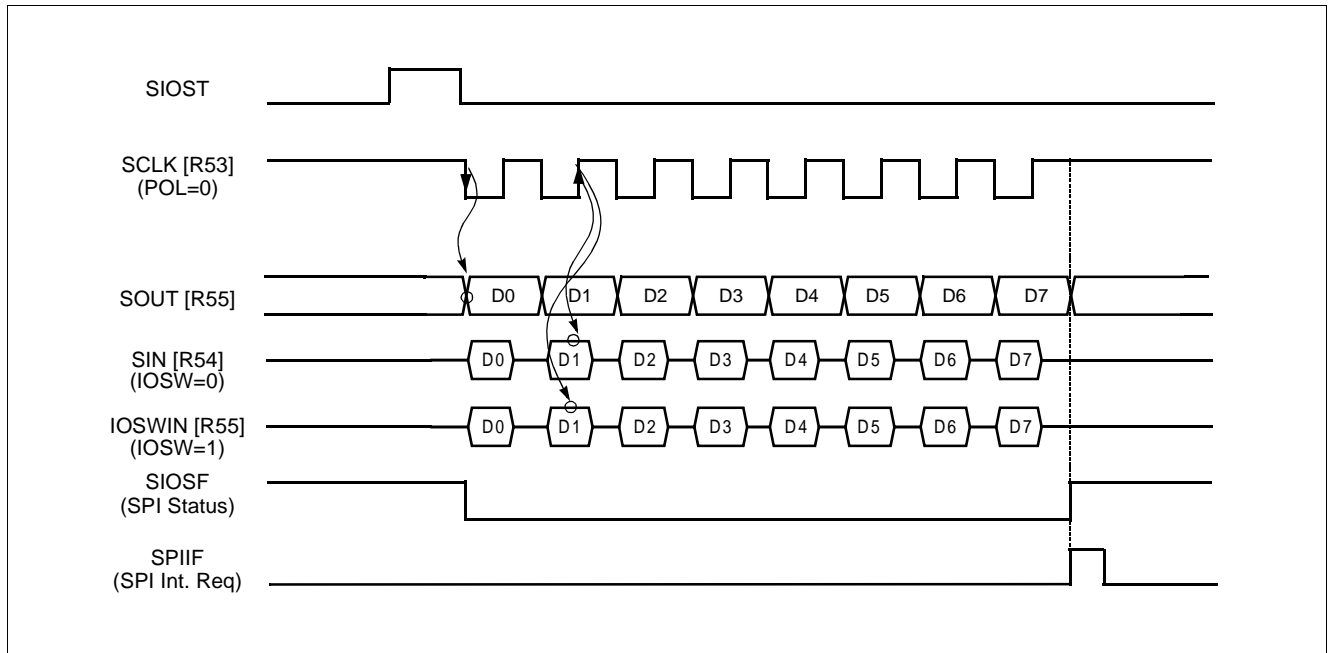 SIOST
SCLK [R53]
(POL=0)
SOUT [R55]
D0 D1 D2 D3 D4 D5 D6 D7
SIN [R54]
(IOSW=0)
D0 D1 D2 D3 D4 D5 D6 D7
IOSWIN [R55]
(IOSW=1)
D0 D1 D2 D3 D4 D5 D6 D7
SIOSF
(SPI Status)
SPIIF
(SPI Int. Req)